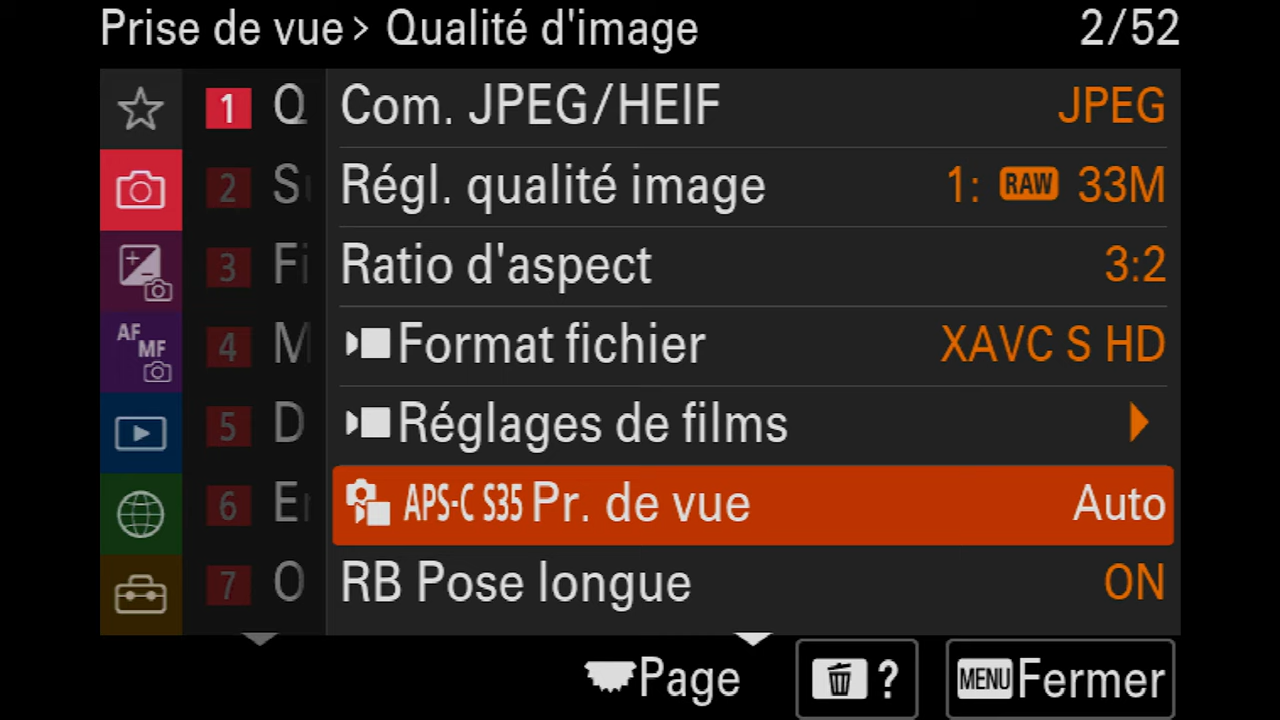 Prise de vue> Qualité d'image 2/52
1 Q Com. JPEG/HEIF JPEG
2 S Régl. qualité image 1: RAW 33M
3 Fi Ratio d'aspect 3:2
AF MF 4 M Format fichier XAVC S HD
5 D Réglages de films
6 E APS-C S35 Pr. de vue Auto
7 O RB Pose longue ON
Page ? MENU Fermer